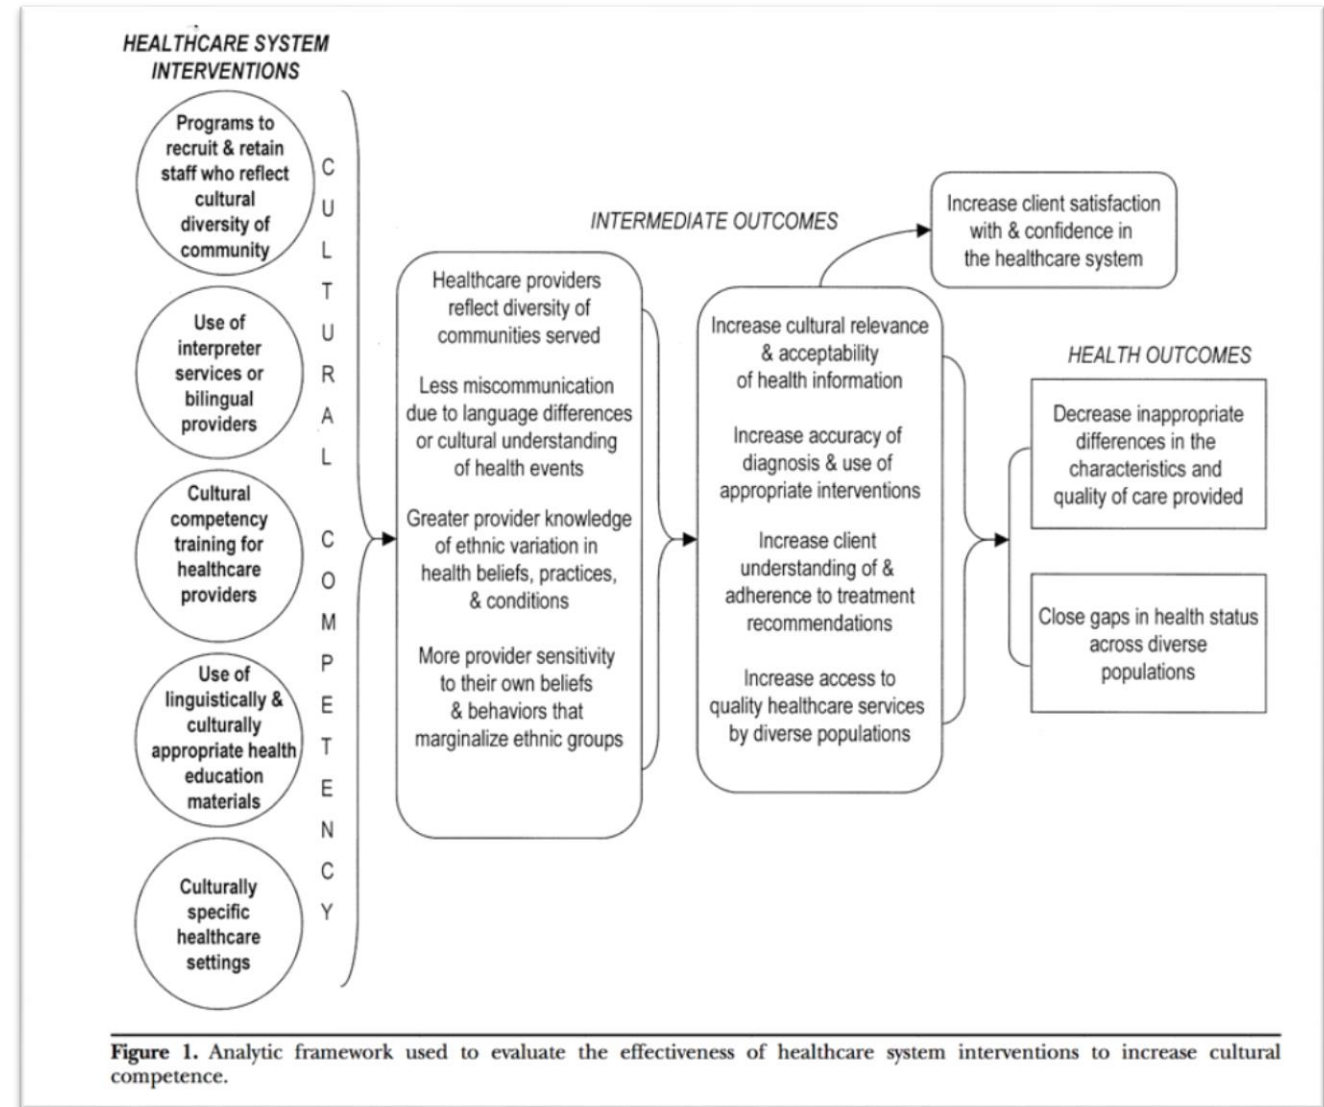 HEALTHCARE SYSTEM
INTERVENTIONS
Programs to
recruit & retain
staff who reflect
cultural
diversity of
community
Use of
interpreter
services or
bilingual
providers
Cultural
competency
training for
healthcare
providers
Use of
linguistically &
culturally
appropriate health
education
materials
Culturally
specific
healthcare
settings
CULTURAL COMPETENCY
INTERMEDIATE OUTCOMES
Healthcare providers
reflect diversity of
communities served
Less miscommunication
due to language differences
or cultural understanding
of health events
Greater provider knowledge
of ethnic variation in
health beliefs, practices,
& conditions
More provider sensitivity
to their own beliefs
& behaviors that
marginalize ethnic groups
Increase cultural relevance
& acceptability
of health information
Increase accuracy of
diagnosis & use of
appropriate interventions
Increase client
understanding of &
adherence to treatment
recommendations
Increase access to
quality healthcare services
by diverse populations
Increase client satisfaction
with & confidence in
the healthcare system
HEALTH OUTCOMES
Decrease inappropriate
differences in the
characteristics and
quality of care provided
Close gaps in health status
across diverse
populations
Figure 1. Analytic framework used to evaluate the effectiveness of healthcare system interventions to increase cultural
competence.